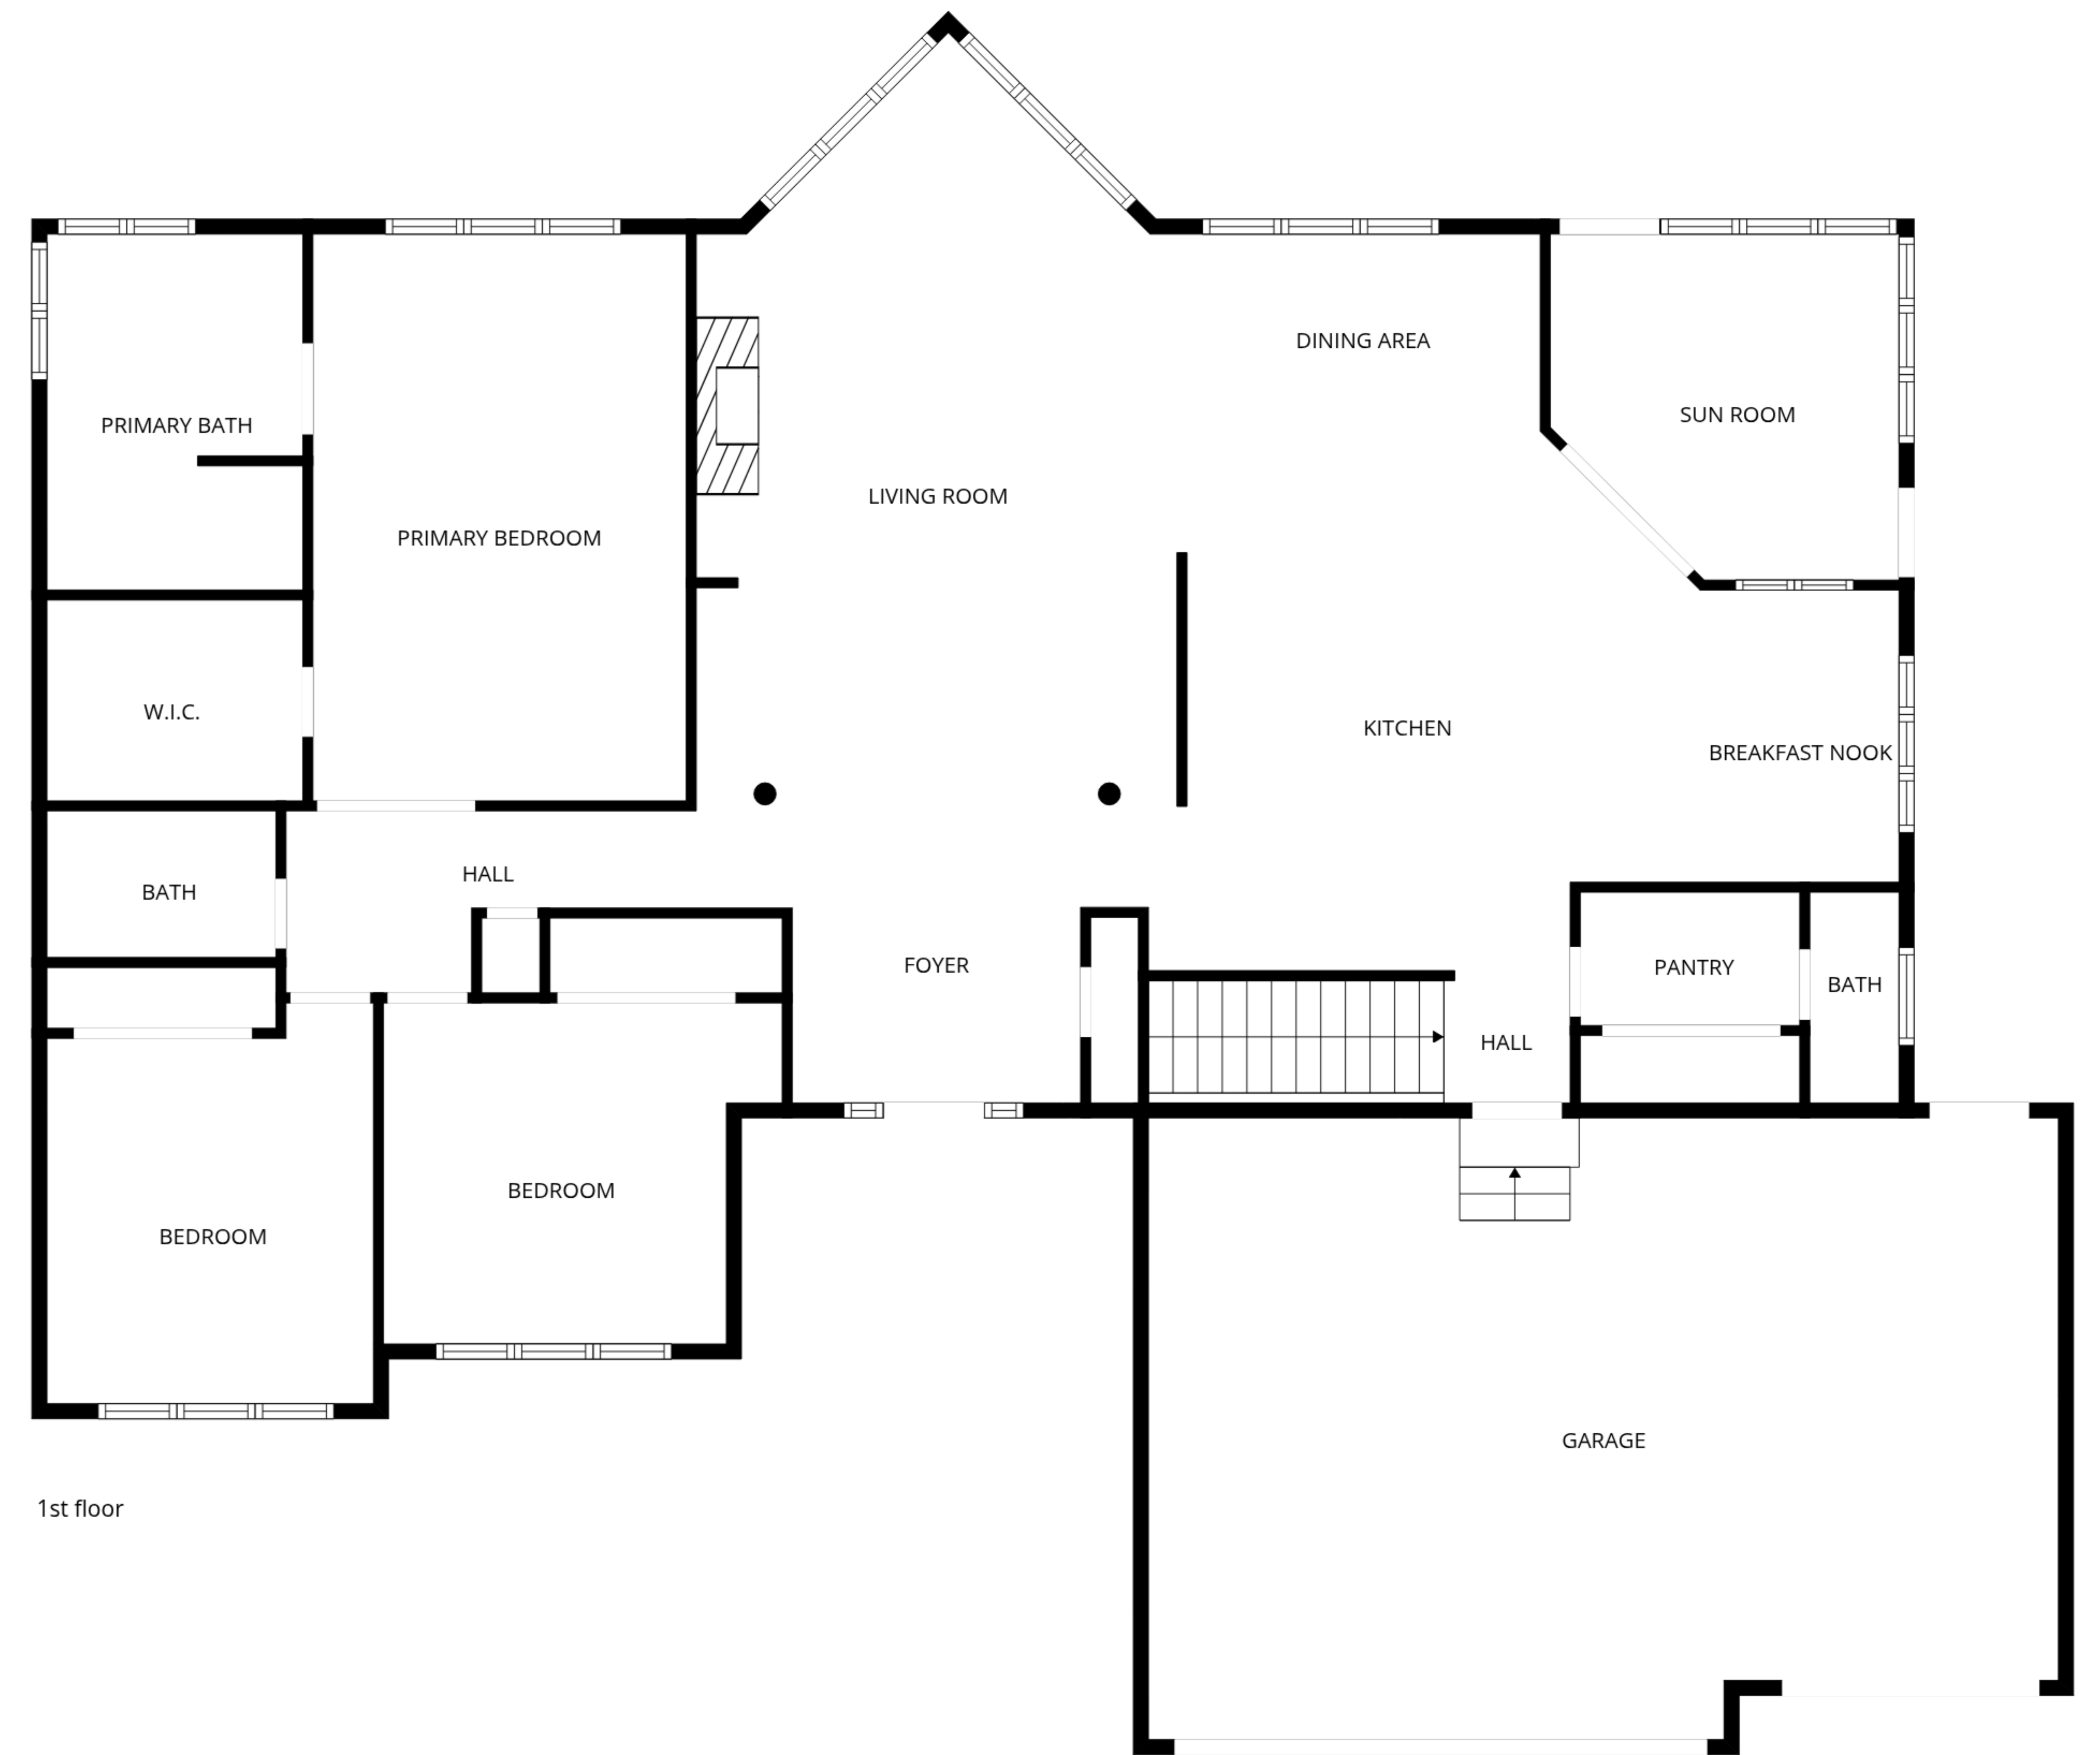 DINING AREA
SUN ROOM
PRIMARY BATH
LIVING ROOM
PRIMARY BEDROOM
W.I.C.
KITCHEN
BREAKFAST NOOK
HALL
BATH
FOYER
PANTRY
BATH
HALL
BEDROOM
BEDROOM
GARAGE
1st floor